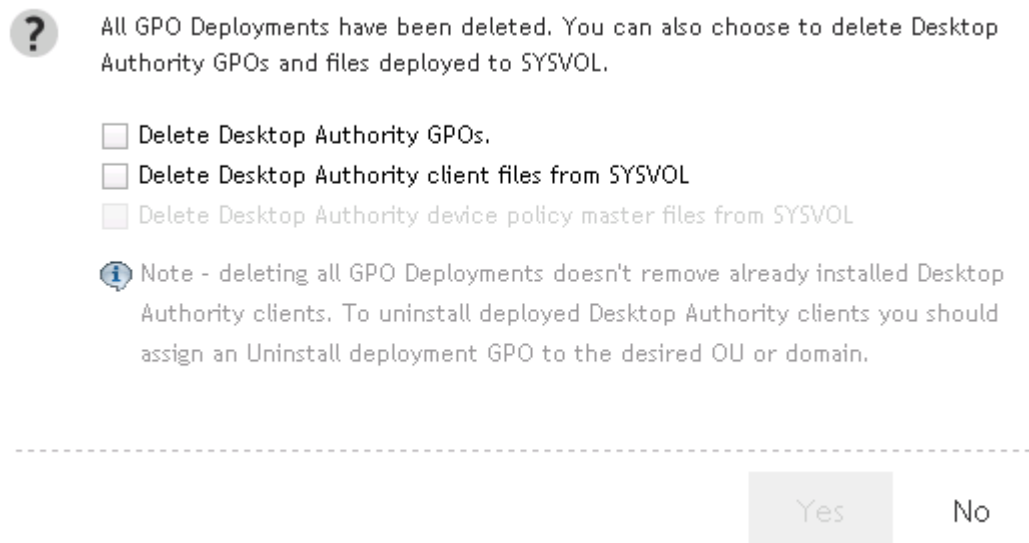 All GPO Deployments have been deleted. You can also choose to delete Desktop
Authority GPOs and files deployed to SYSVOL.
Delete Desktop Authority GPOs.
Delete Desktop Authority client files from SYSVOL
Delete Desktop Authority device policy master files from SYSVOL
Note - deleting all GPO Deployments doesn't remove already installed Desktop
Authority clients. To uninstall deployed Desktop Authority clients you should
assign an Uninstall deployment GPO to the desired OU or domain.
Yes No